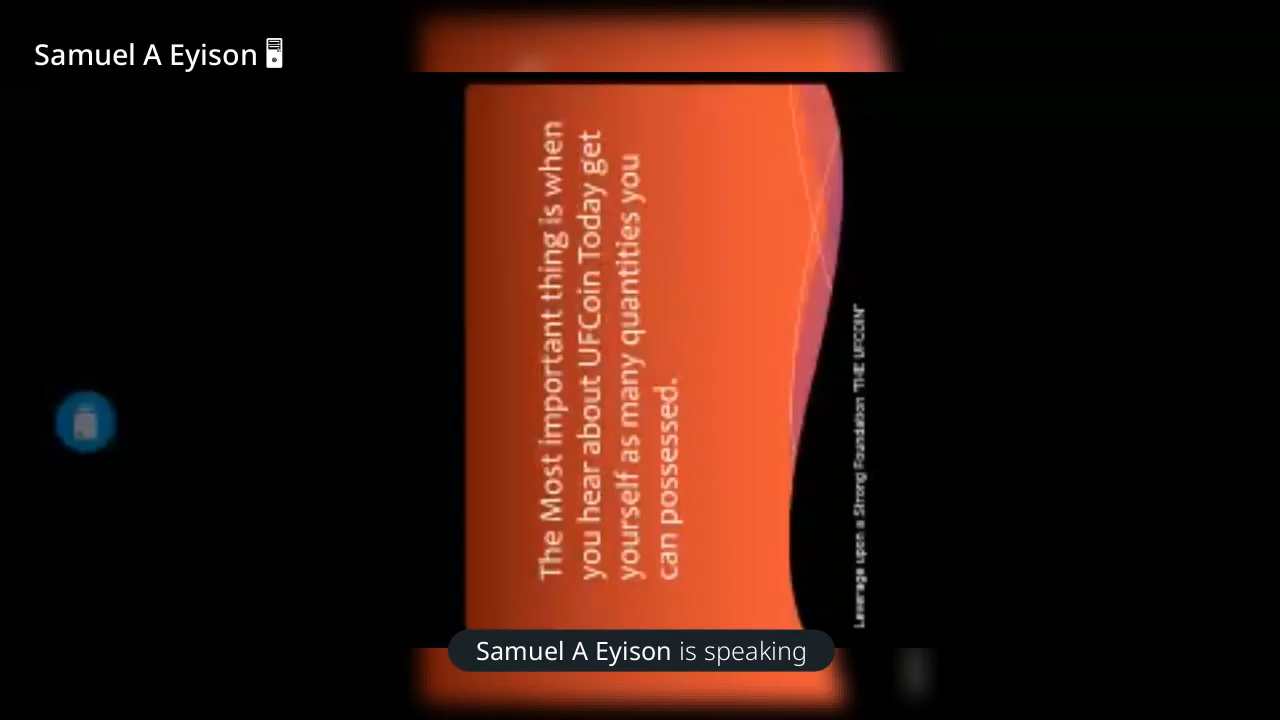 Samuel A Eyison
The Most important thing is when
you hear about UFCoin Today get
yourself as many quantities you
can possessed.
Leverage upon a Strong Foundation "THE UFCOIN"
Samuel A Eyison is speaking